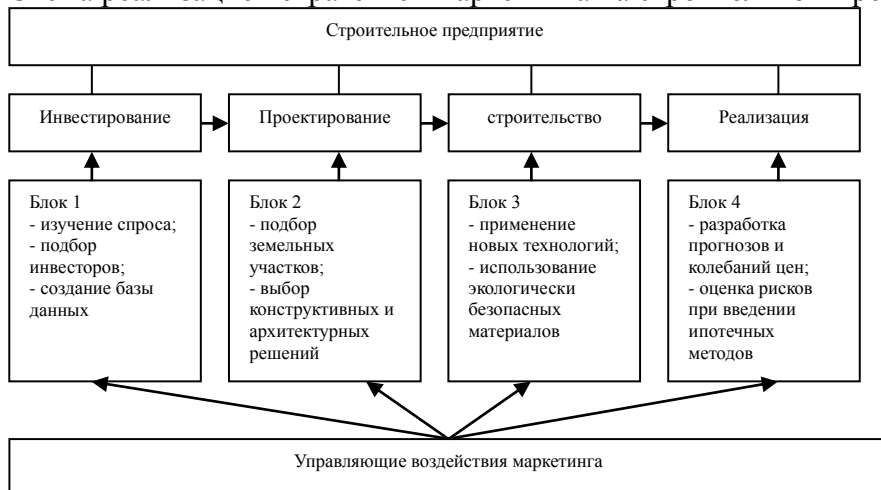 Строительное предприятие
Инвестирование
Проектирование
строительство
Реализация
Блок 1
- изучение спроса;
- подбор
инвесторов;
- создание базы
данных
Блок 2
- подбор
земельных
участков;
- выбор
конструктивных и
архитектурных
решений
Блок 3
- применение
новых технологий;
- использование
экологически
безопасных
материалов
Блок 4
- разработка
прогнозов и
колебаний цен;
- оценка рисков
при введении
ипотечных
методов
Управляющие воздействия маркетинга